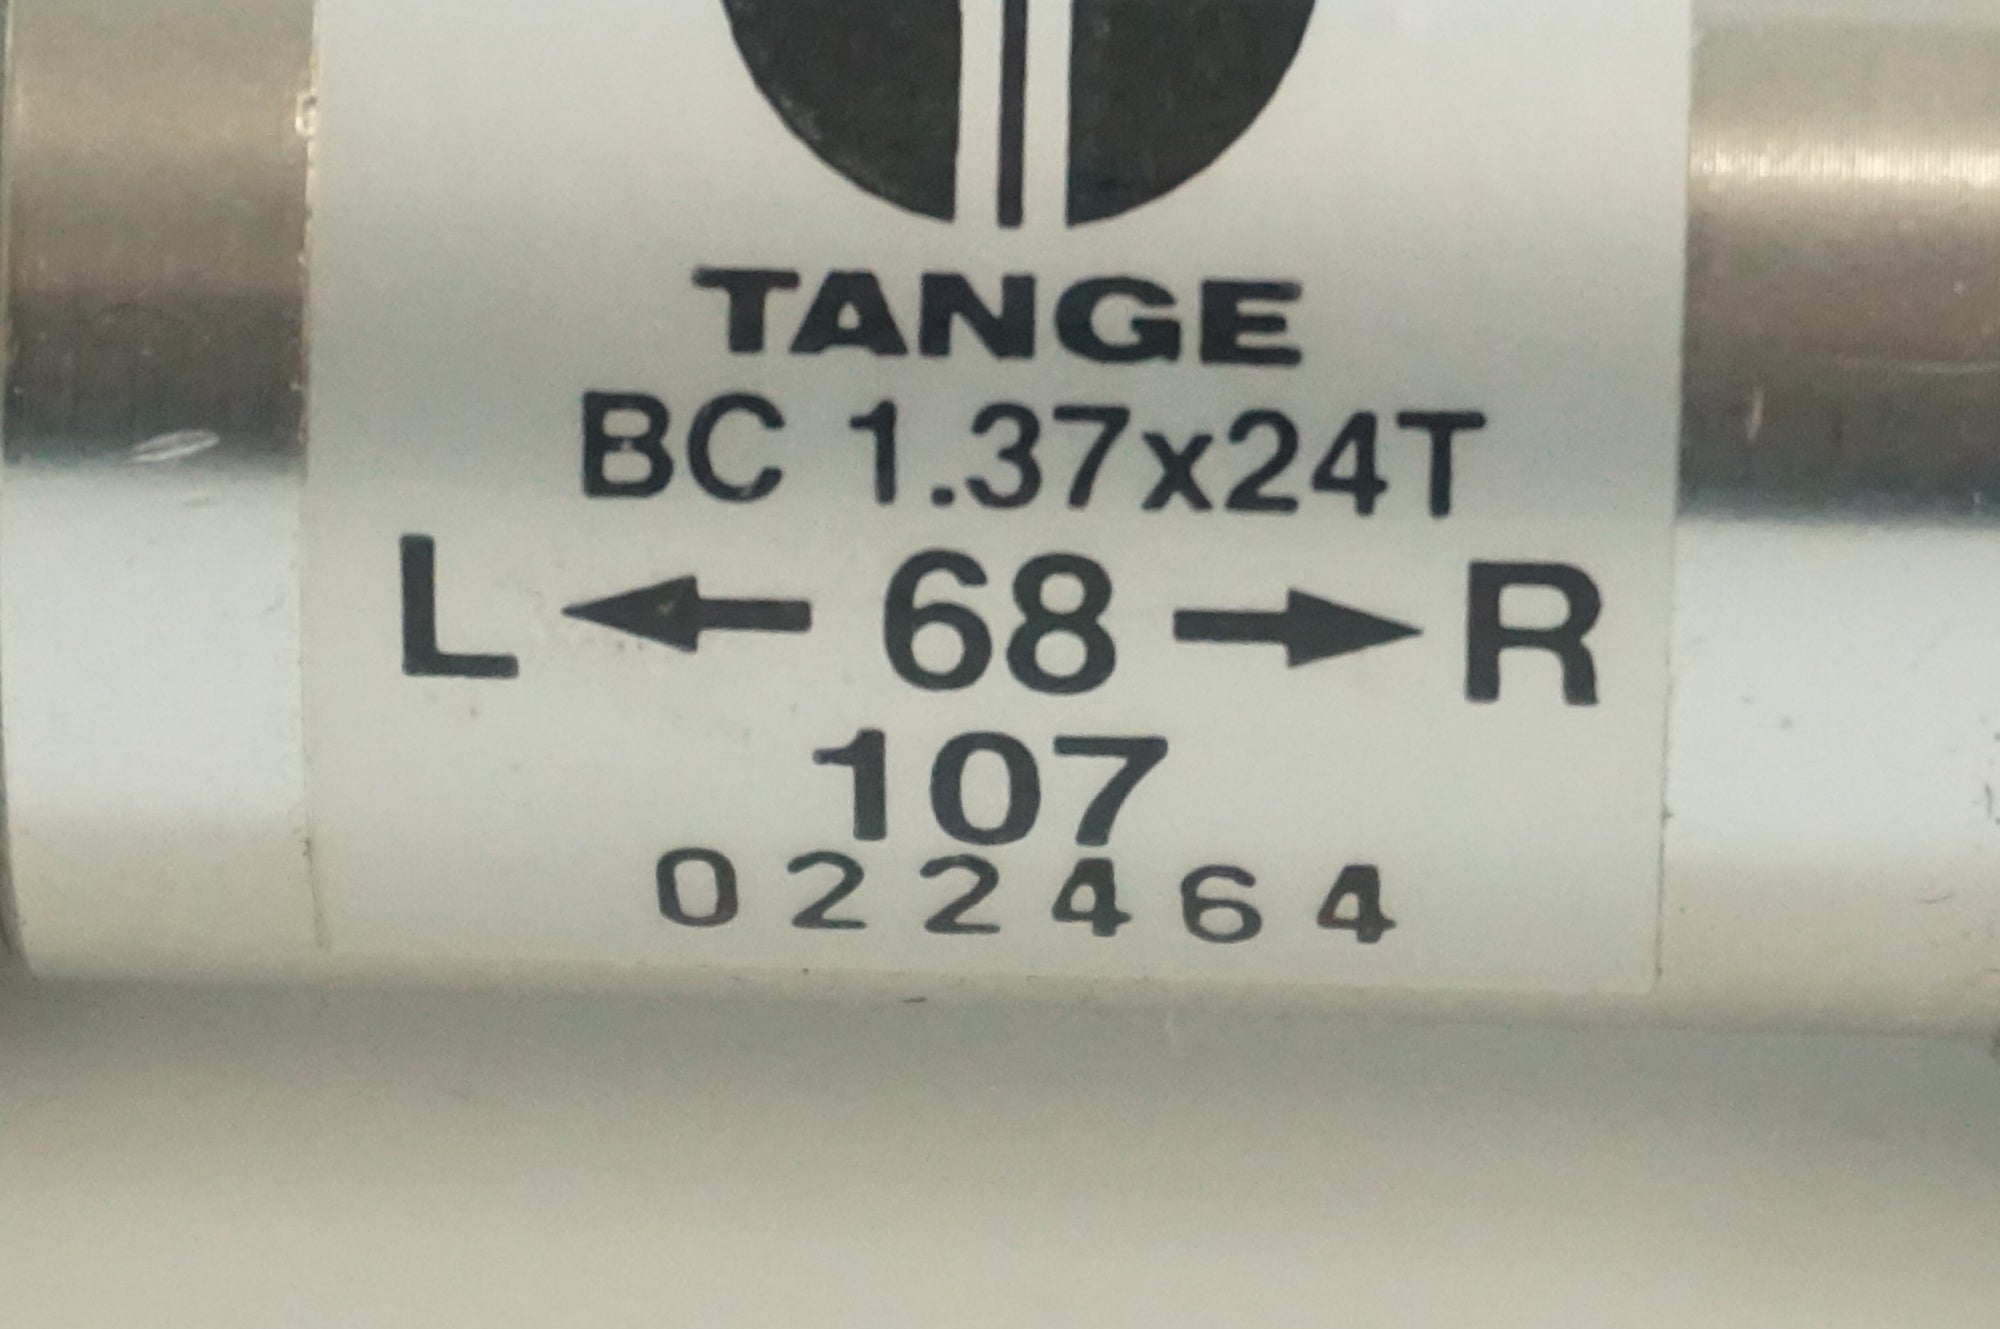 TANGE
BC 1.37x24T
L ← 68 → R
107
022464